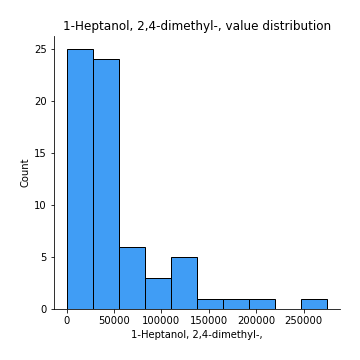 1-Heptanol, 2,4-dimethyl-, value distribution
25
20
15
10
5
0
Count
0 50000 100000 150000 200000 250000
1-Heptanol, 2,4-dimethyl-,